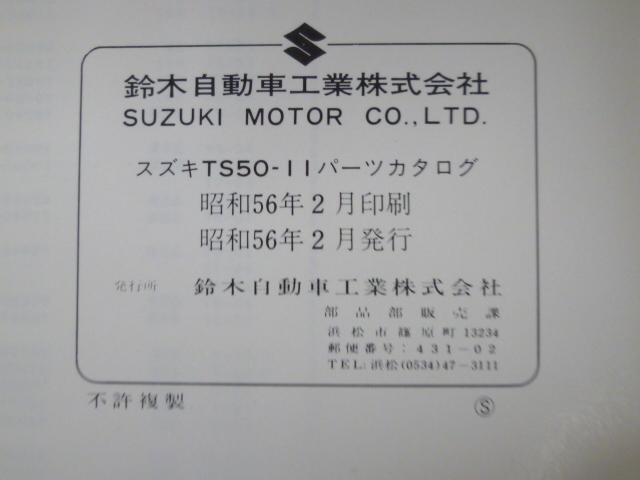 鈴木自動車工業株式会社
SUZUKI MOTOR CO.,LTD.
スズキTS50-11パーツカタログ
昭和56年2月印刷
昭和56年2月発行
発行所 鈴木自動車工業株式会社
部品部販売課
浜松市篠原町13234
郵便番号:431-02
TEL:浜松(0534)47-3111
不許複製 Ⓢ